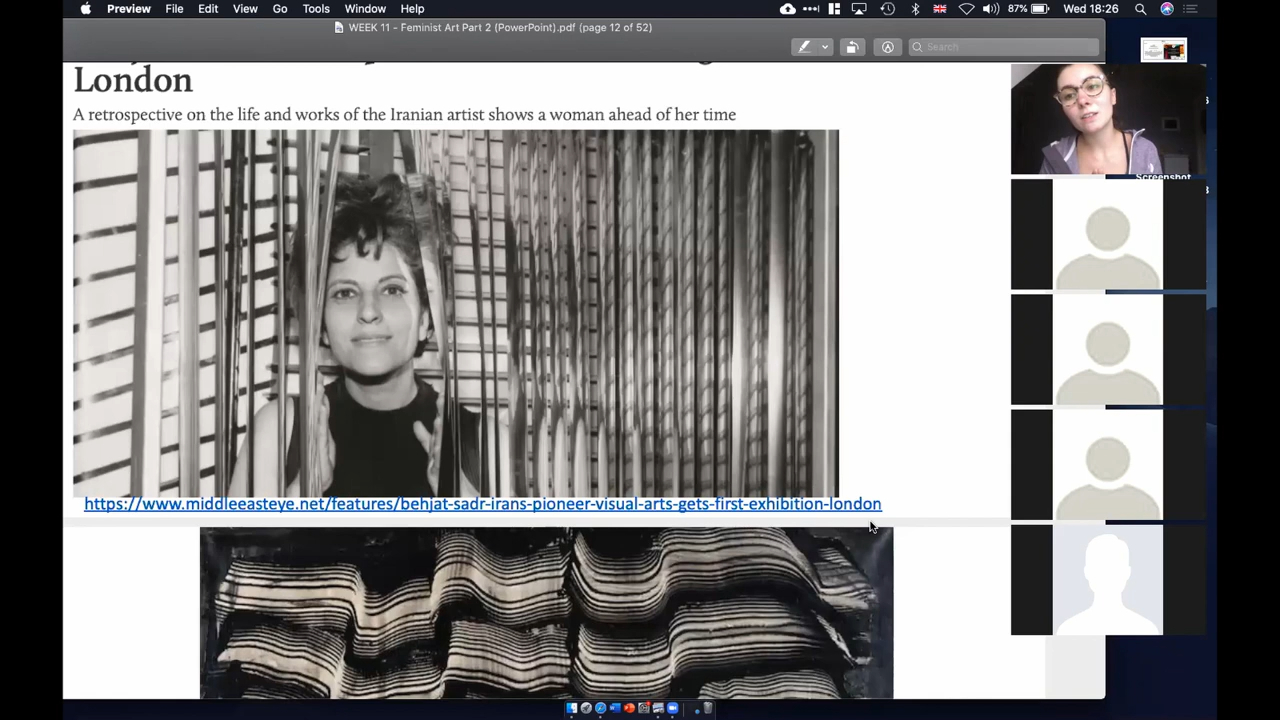 Preview File Edit View Go Tools Window Help 87% Wed 18:26
WEEK 11 - Feminist Art Part 2 (PowerPoint).pdf (page 12 of 52)
Search
London
A retrospective on the life and works of the Iranian artist shows a woman ahead of her time
https://www.middleeasteye.net/features/behjat-sadr-irans-pioneer-visual-arts-gets-first-exhibition-london
Screenshot